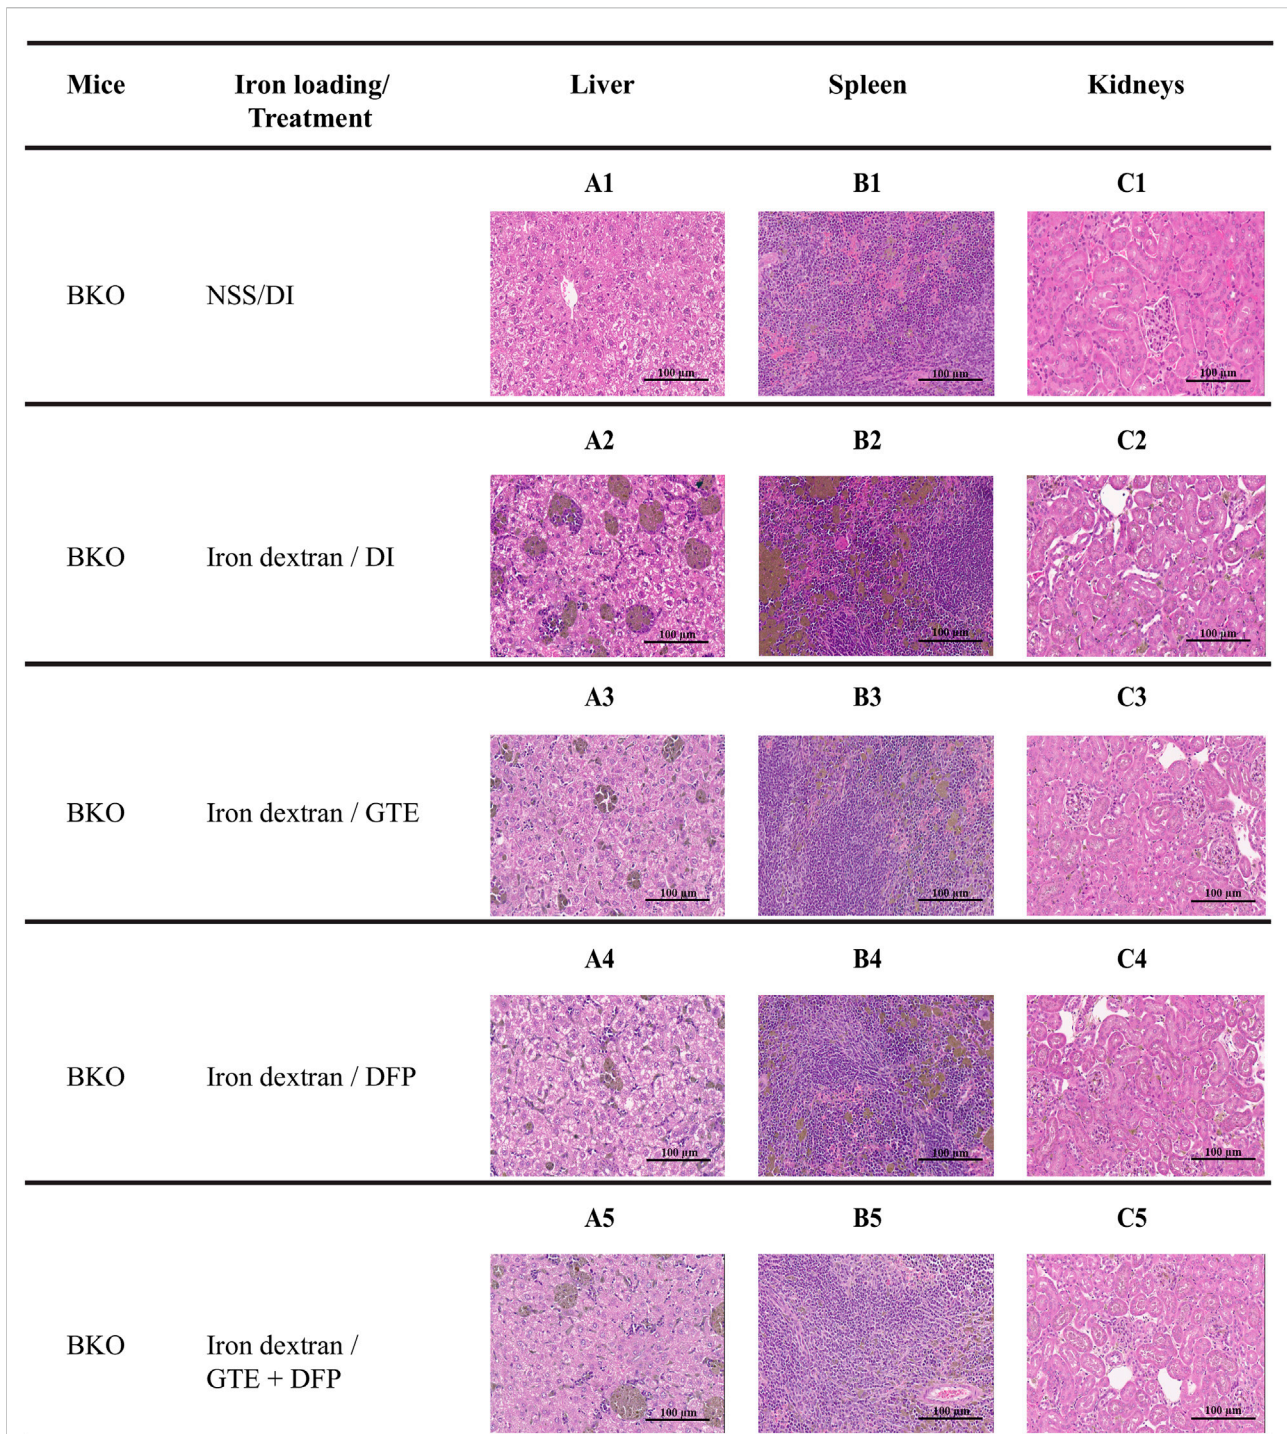 Mice Iron loading/ Liver Spleen Kidneys
Treatment
A1 B1 C1
BKO NSS/DI
100 µm 100 µm 100 µm
A2 B2 C2
BKO Iron dextran / DI
100 µm 100 µm 100 µm
A3 B3 C3
BKO Iron dextran / GTE
100 µm 100 µm 100 µm
A4 B4 C4
BKO Iron dextran / DFP
100 µm 100 µm 100 µm
A5 B5 C5
BKO Iron dextran /
GTE + DFP
100 µm 100 µm 100 µm